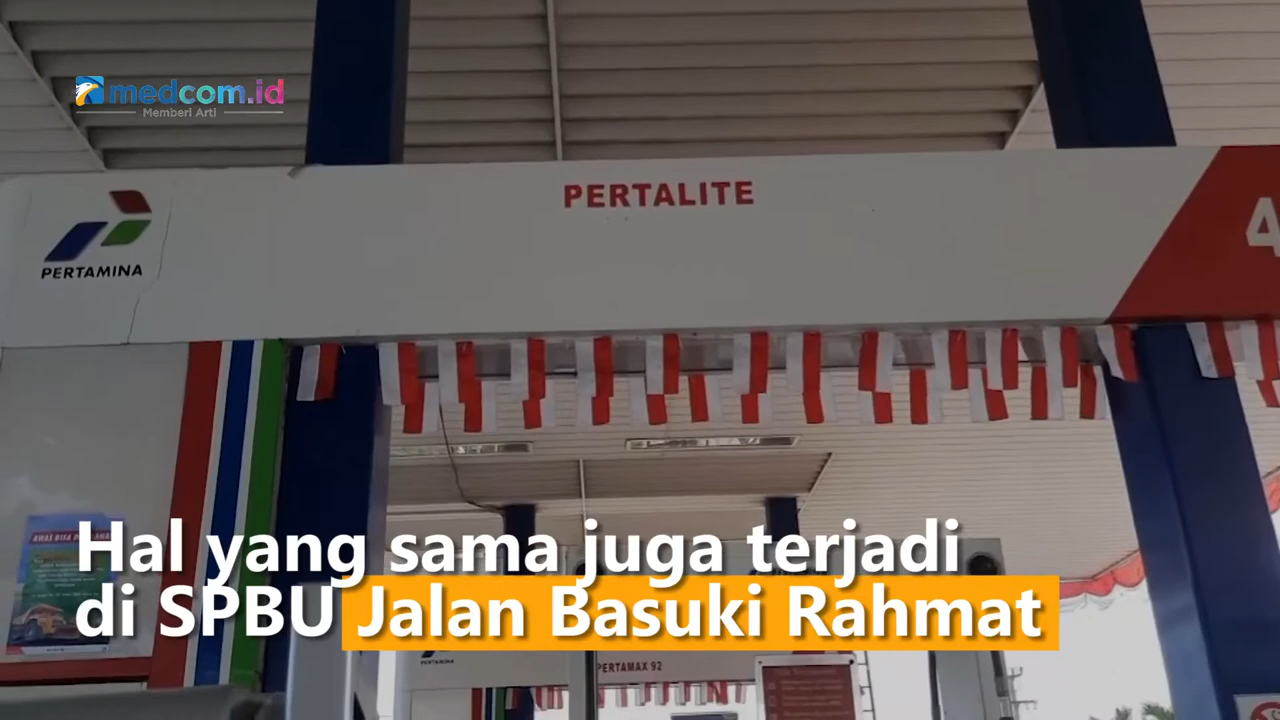 medcom.id
Memberi Arti
PERTALITE
4
PERTAMINA
Hal yang sama juga terjadi
di SPBU Jalan Basuki Rahmat
PERTAMINA
PERTAMAX 92